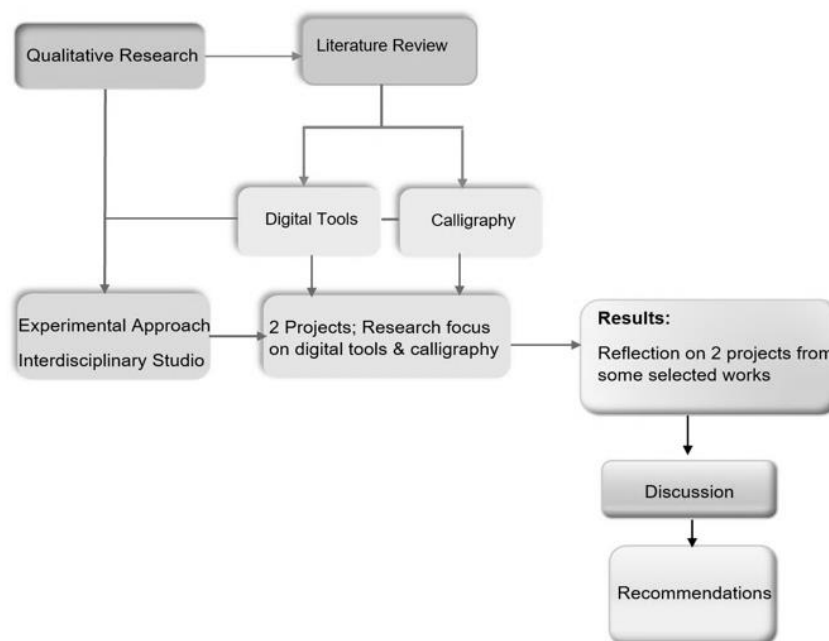 Qualitative Research
Literature Review
Digital Tools
Calligraphy
Experimental Approach
Interdisciplinary Studio
2 Projects; Research focus
on digital tools & calligraphy
Results:
Reflection on 2 projects from
some selected works
Discussion
Recommendations